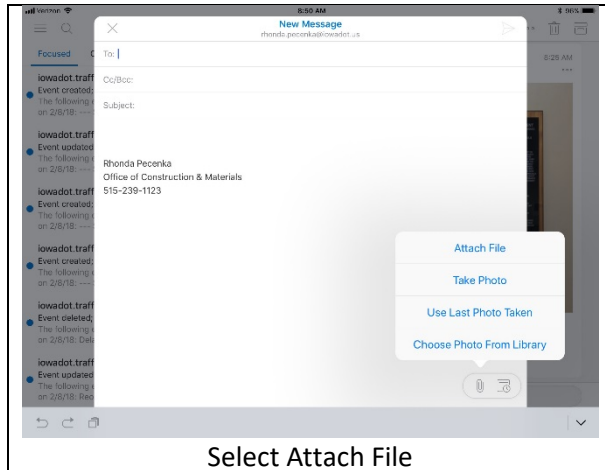 Verizon
8:50 AM
96%
New Message
rhonda.pecenka@iowadot.us
Focused
To:
8:29 AM
Cc/Bcc:
iowadot.traff
Event created;
The following
on 2/8/18: ---
Subject:
iowadot.traff
Event updated
The following
on 2/8/18: ---
Rhonda Pecenka
Office of Construction & Materials
515-239-1123
iowadot.traff
Event created;
The following
on 2/8/18: ---
iowadot.traff
Event created;
The following
on 2/8/18: ---
iowadot.traff
Event deleted;
The following
on 2/8/18: Dela
iowadot.traff
Event updated
The following
on 2/8/18: Reo
Attach File
Take Photo
Use Last Photo Taken
Choose Photo From Library
Select Attach File